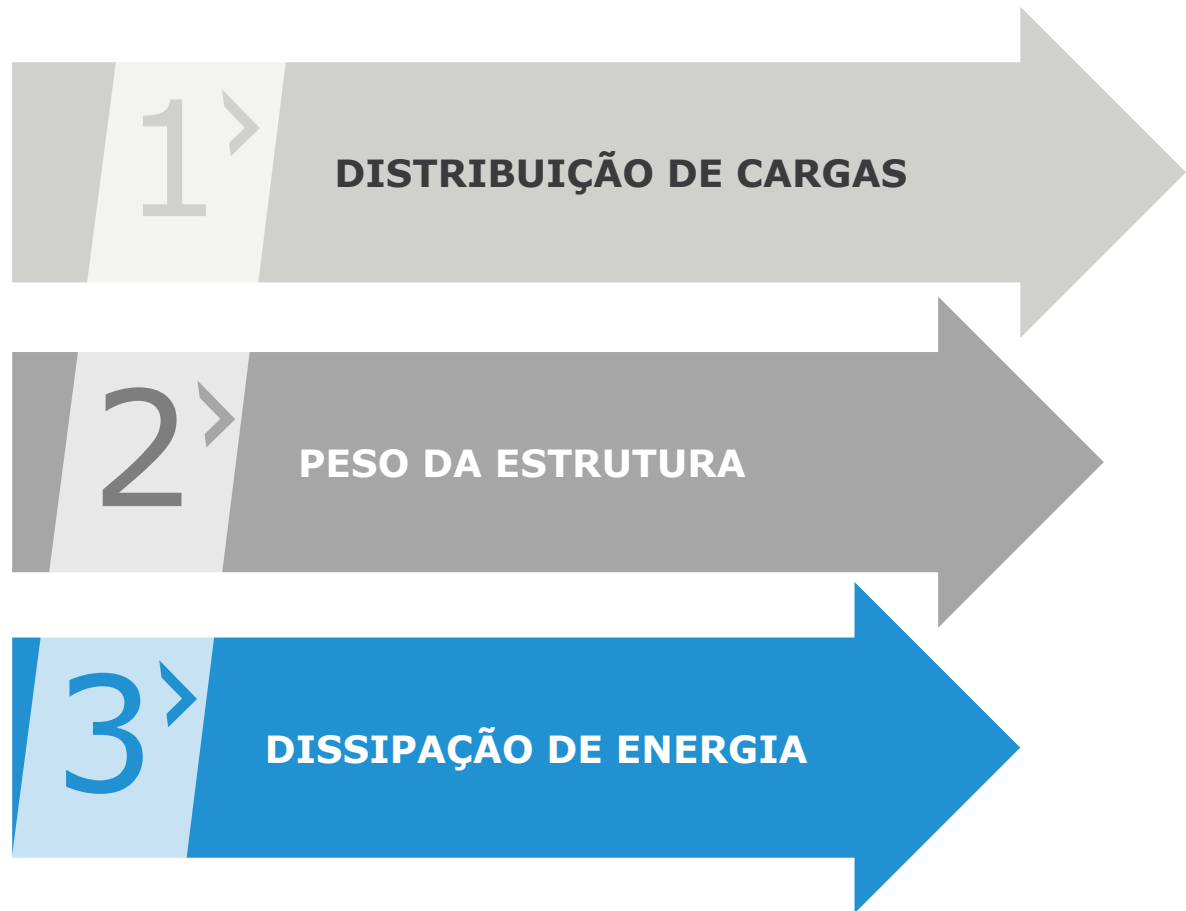 1
DISTRIBUIÇÃO DE CARGAS
2
PESO DA ESTRUTURA
3
DISSIPAÇÃO DE ENERGIA